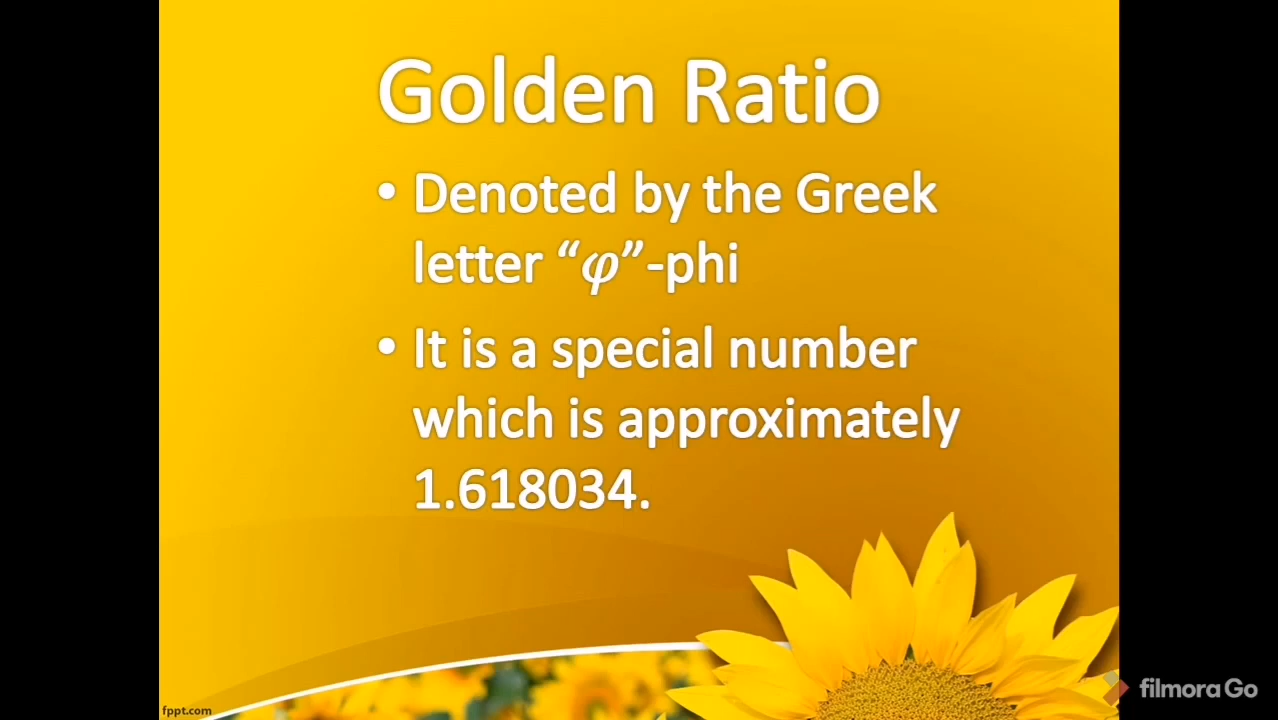 Golden Ratio
• Denoted by the Greek
letter “φ”-phi
• It is a special number
which is approximately
1.618034.
fppt.com
filmora Go